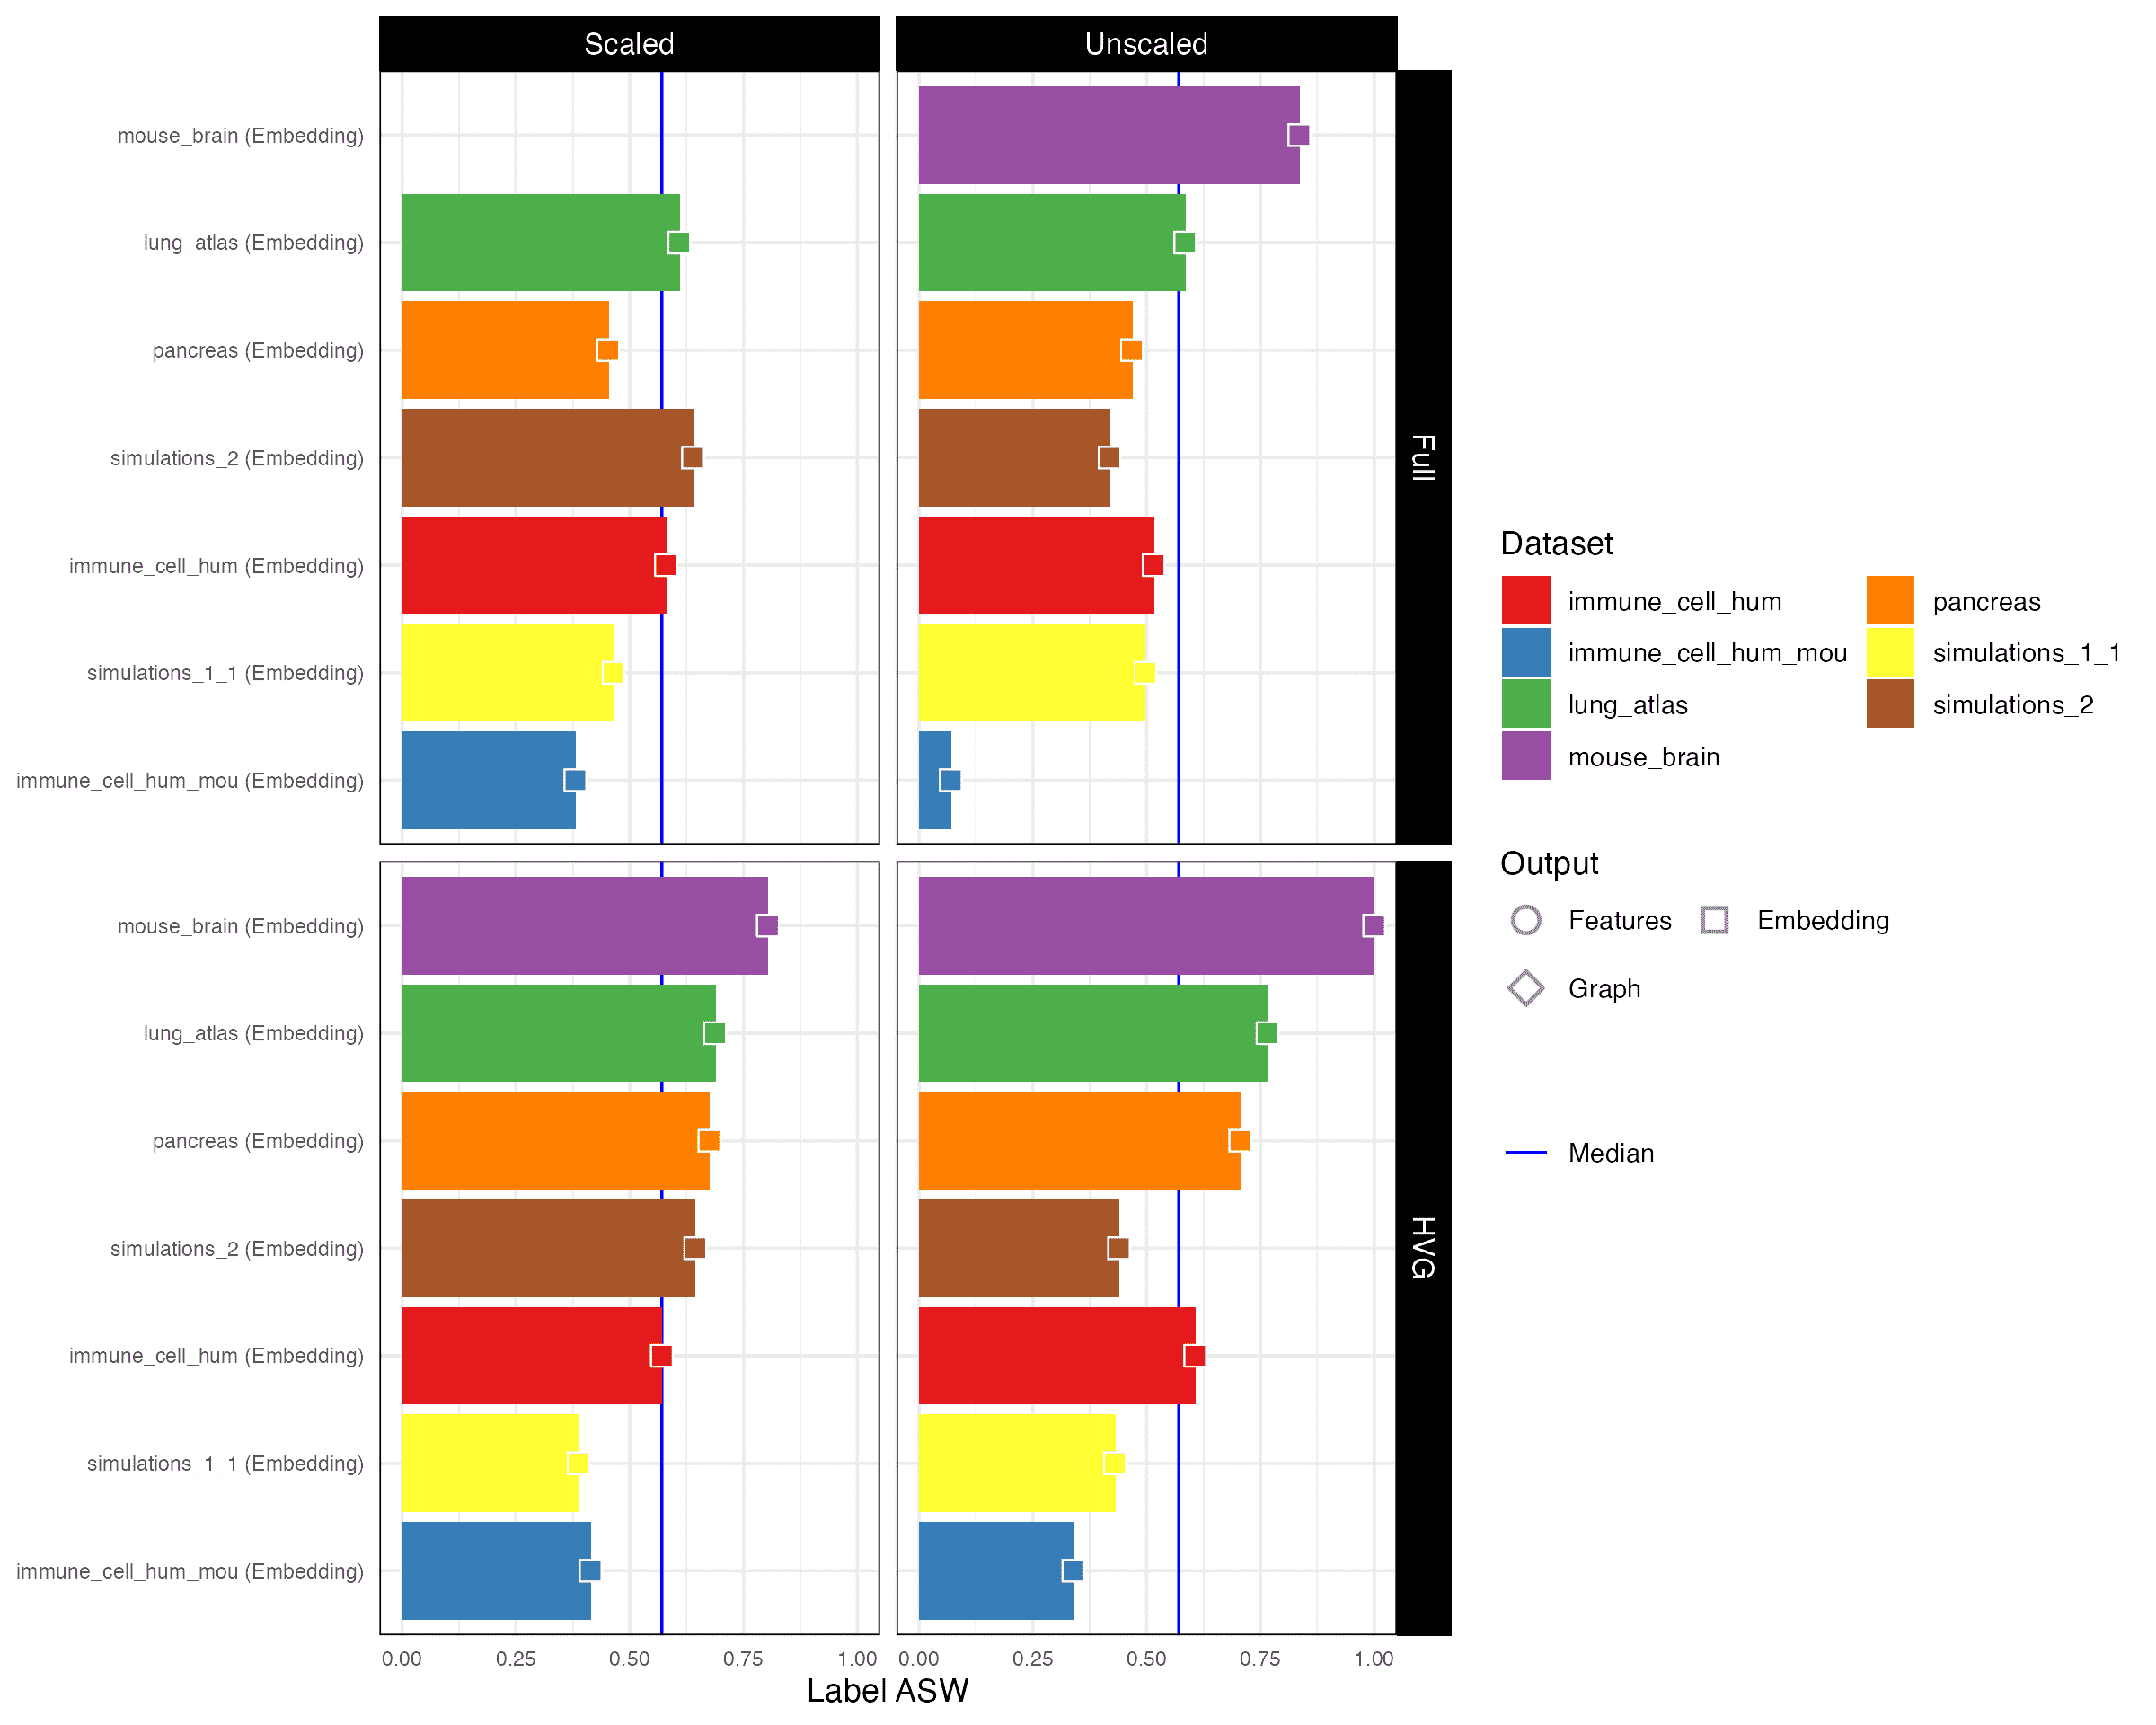 Scaled
Unscaled
mouse_brain (Embedding)
lung_atlas (Embedding)
pancreas (Embedding)
simulations_2 (Embedding)
immune_cell_hum (Embedding)
simulations_1_1 (Embedding)
immune_cell_hum_mou (Embedding)
Full
mouse_brain (Embedding)
lung_atlas (Embedding)
pancreas (Embedding)
simulations_2 (Embedding)
immune_cell_hum (Embedding)
simulations_1_1 (Embedding)
immune_cell_hum_mou (Embedding)
HVG
0.00 0.25 0.50 0.75 1.00 0.00 0.25 0.50 0.75 1.00
Label ASW
Dataset
immune_cell_hum pancreas
immune_cell_hum_mou simulations_1_1
lung_atlas simulations_2
mouse_brain
Output
Features Embedding
Graph
Median